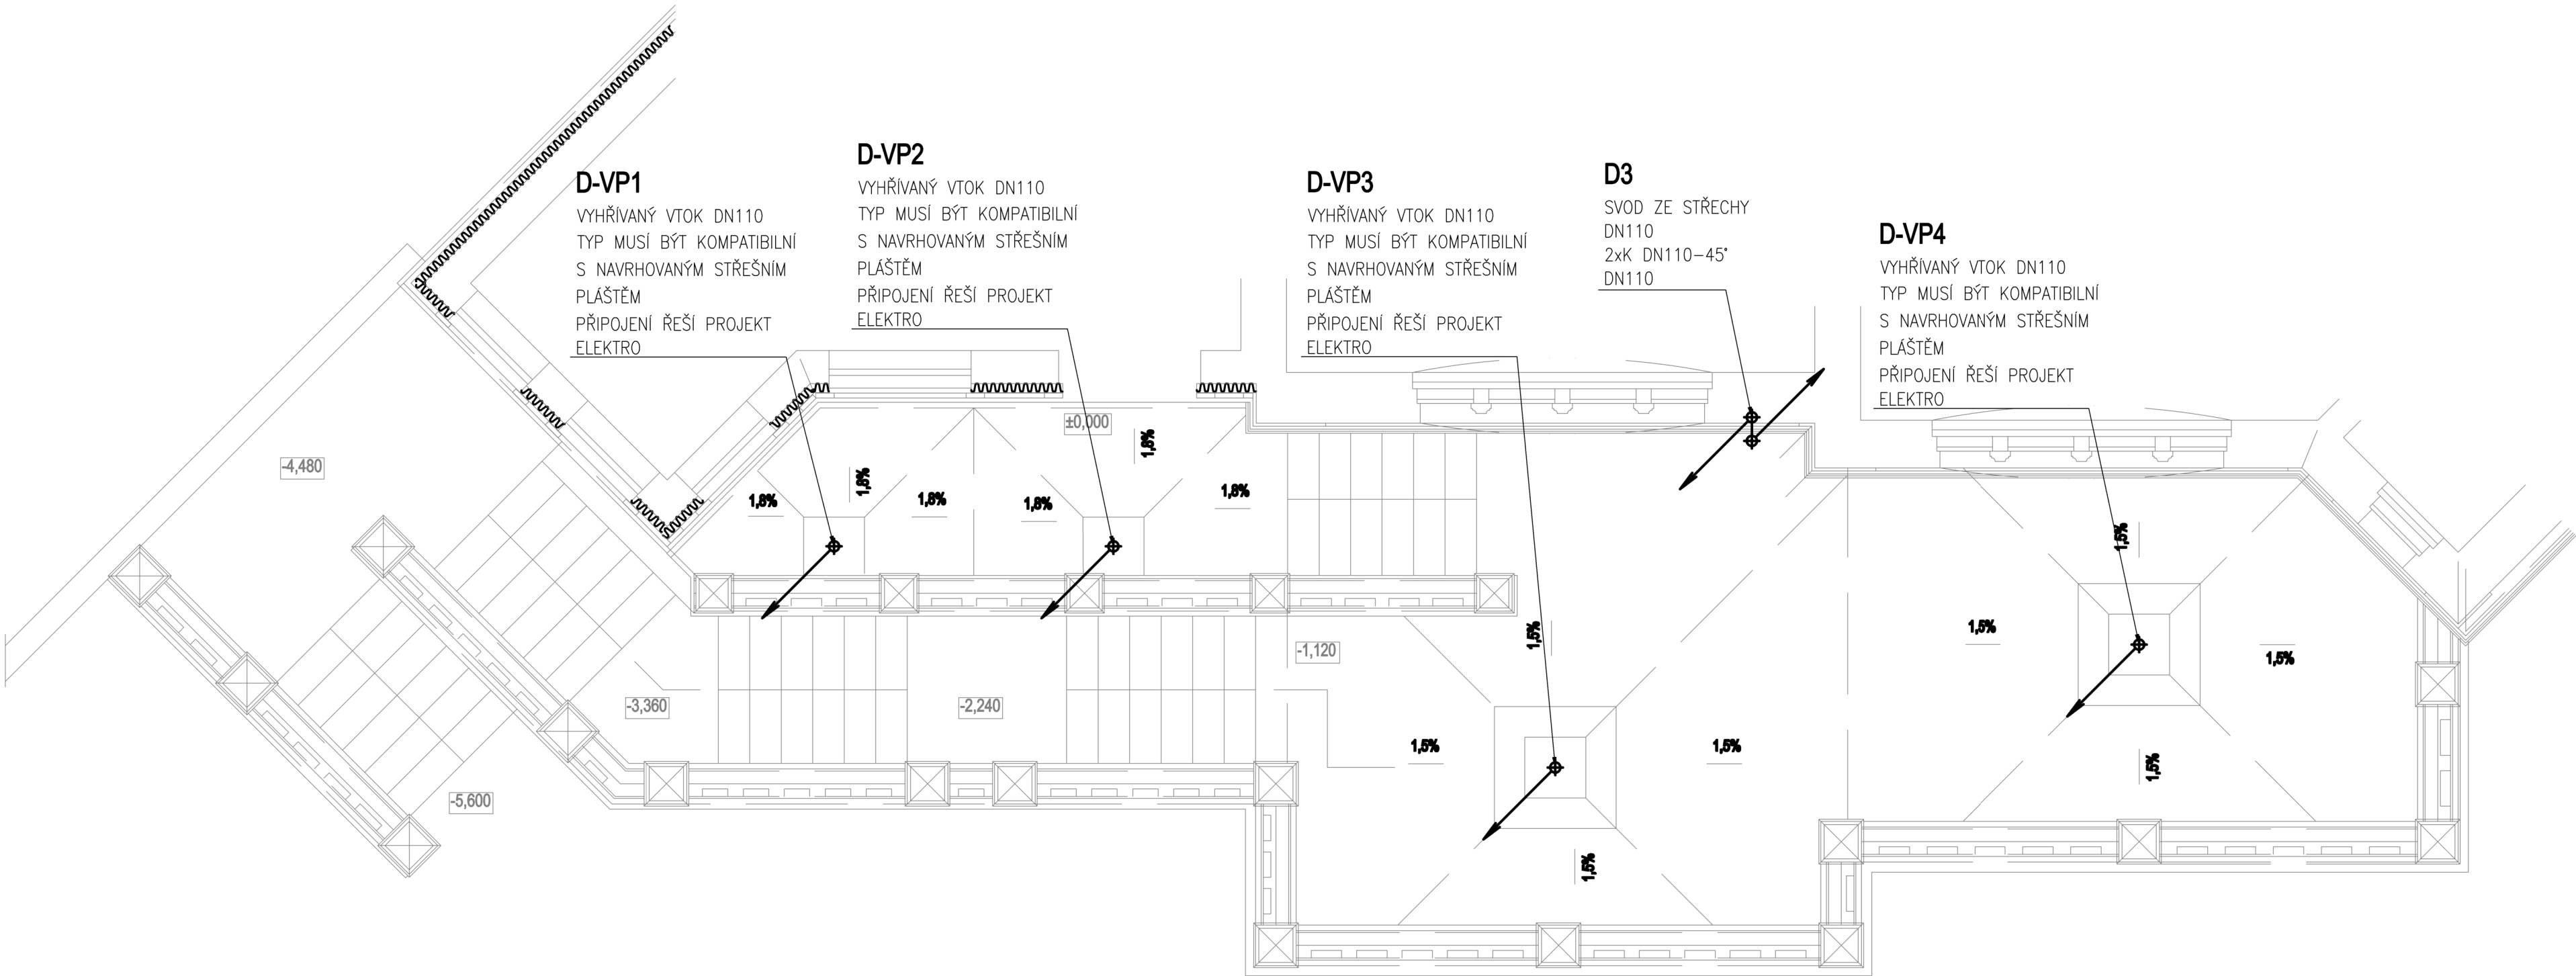 D-VP1
VYHŘÍVANÝ VTOK DN110
TYP MUSÍ BÝT KOMPATIBILNÍ
S NAVRHOVANÝM STŘEŠNÍM
PLÁŠTĚM
PŘIPOJENÍ ŘEŠÍ PROJEKT
ELEKTRO
D-VP2
VYHŘÍVANÝ VTOK DN110
TYP MUSÍ BÝT KOMPATIBILNÍ
S NAVRHOVANÝM STŘEŠNÍM
PLÁŠTĚM
PŘIPOJENÍ ŘEŠÍ PROJEKT
ELEKTRO
D-VP3
VYHŘÍVANÝ VTOK DN110
TYP MUSÍ BÝT KOMPATIBILNÍ
S NAVRHOVANÝM STŘEŠNÍM
PLÁŠTĚM
PŘIPOJENÍ ŘEŠÍ PROJEKT
ELEKTRO
D3
SVOD ZE STŘECHY
DN110
2xK DN110-45°
DN110
D-VP4
VYHŘÍVANÝ VTOK DN110
TYP MUSÍ BÝT KOMPATIBILNÍ
S NAVRHOVANÝM STŘEŠNÍM
PLÁŠTĚM
PŘIPOJENÍ ŘEŠÍ PROJEKT
ELEKTRO
±0,000
-4,480
1,8%
1,8%
1,8%
1,8%
1,8%
1,8%
1,5%
1,5%
1,5%
1,5%
-1,120
-3,360
-2,240
1,5%
1,5%
1,5%
-5,600
1,5%